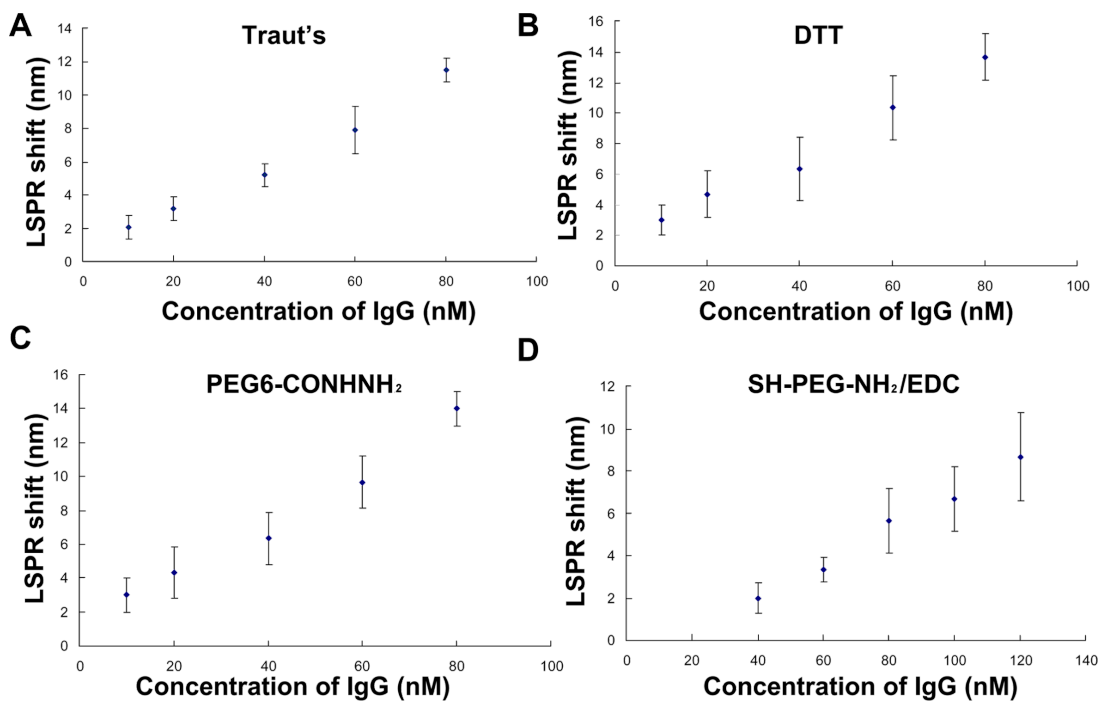 A
Traut's
LSPR shift (nm)
14
12
10
8
6
4
2
0
0 20 40 60 80 100
Concentration of IgG (nM)
B
DTT
LSPR shift (nm)
16
14
12
10
8
6
4
2
0
0 20 40 60 80 100
Concentration of IgG (nM)
C
PEG6-CONHNH₂
LSPR shift (nm)
16
14
12
10
8
6
4
2
0
0 20 40 60 80 100
Concentration of IgG (nM)
D
SH-PEG-NH₂/EDC
LSPR shift (nm)
12
10
8
6
4
2
0
0 20 40 60 80 100 120 140
Concentration of IgG (nM)